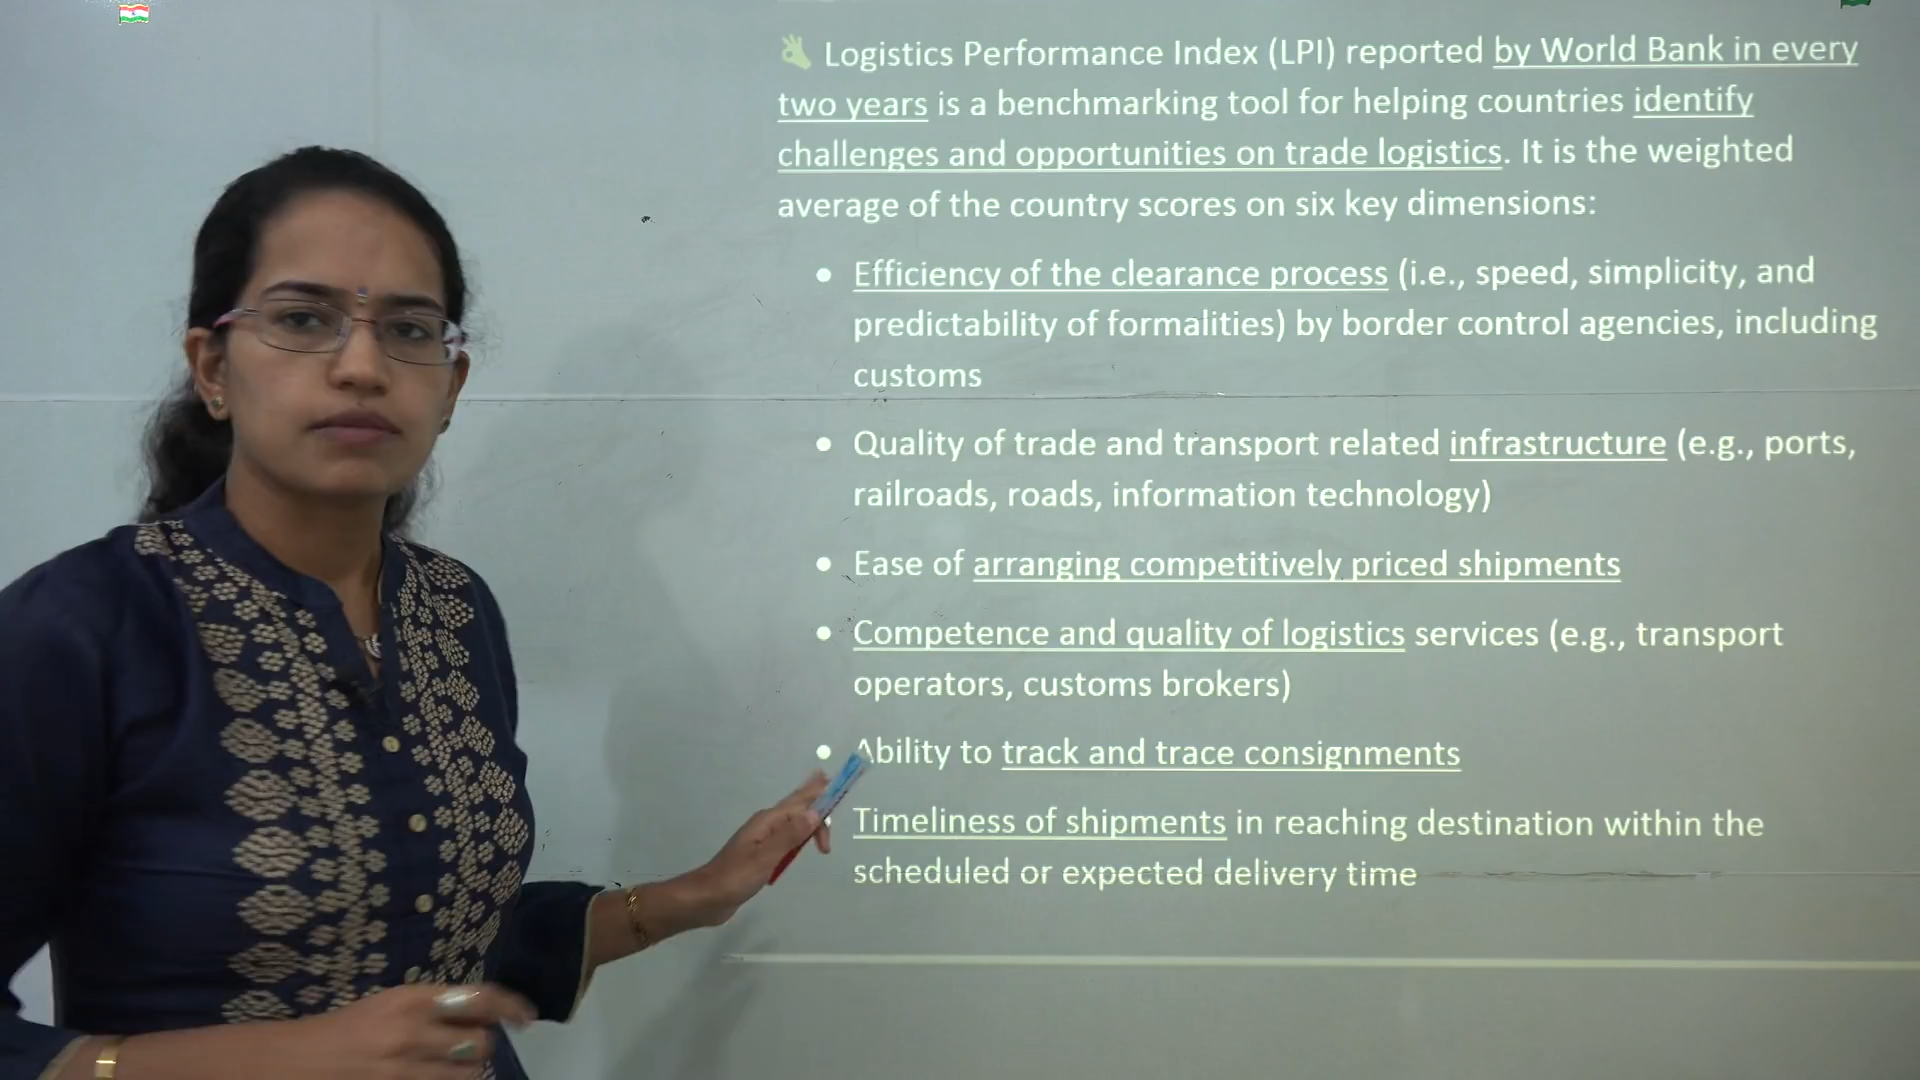 Logistics Performance Index (LPI) reported by World Bank in every
two years is a benchmarking tool for helping countries identify
challenges and opportunities on trade logistics. It is the weighted
average of the country scores on six key dimensions:
• Efficiency of the clearance process (i.e., speed, simplicity, and
predictability of formalities) by border control agencies, including
customs
• Quality of trade and transport related infrastructure (e.g., ports,
railroads, roads, information technology)
• Ease of arranging competitively priced shipments
• Competence and quality of logistics services (e.g., transport
operators, customs brokers)
• Ability to track and trace consignments
• Timeliness of shipments in reaching destination within the
scheduled or expected delivery time